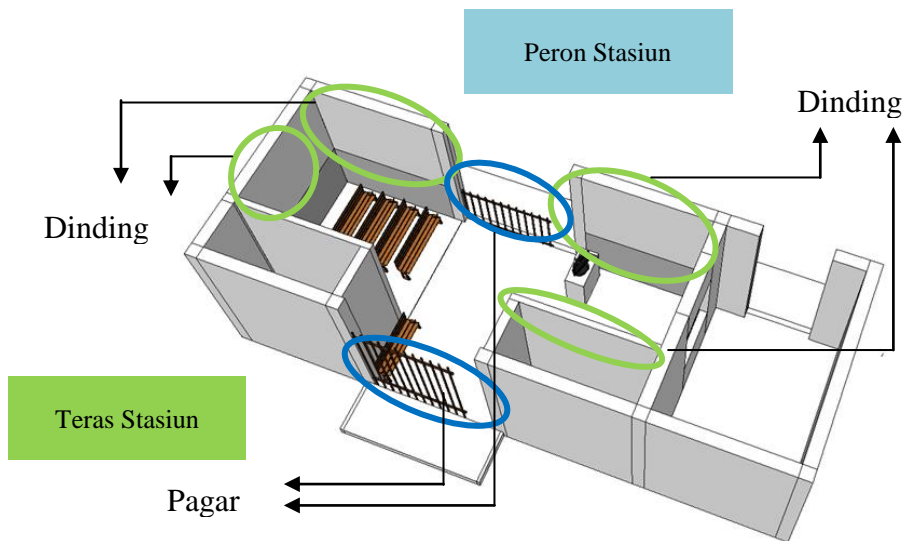 Peron Stasiun
Dinding
Dinding
Teras Stasiun
Pagar